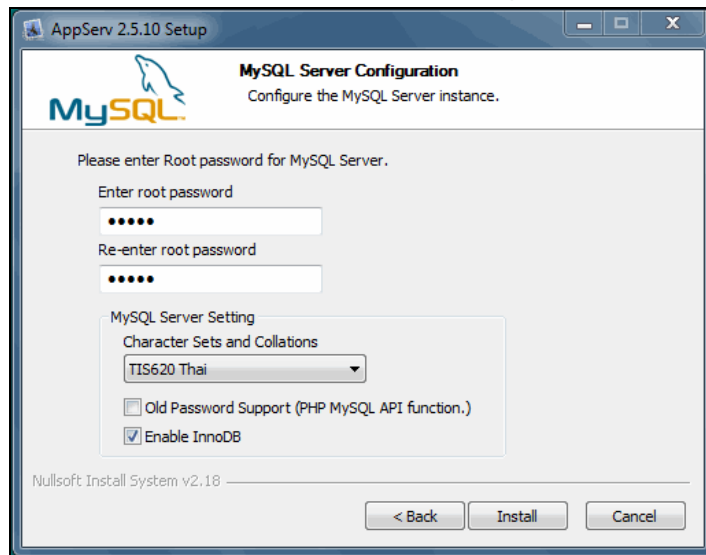 AppServ 2.5.10 Setup
MySQL
MySQL Server Configuration
Configure the MySQL Server instance.
Please enter Root password for MySQL Server.
Enter root password
•••••
Re-enter root password
•••••
MySQL Server Setting
Character Sets and Collations
TIS620 Thai
Old Password Support (PHP MySQL API function.)
Enable InnoDB
Nullsoft Install System v2.18
< Back Install Cancel